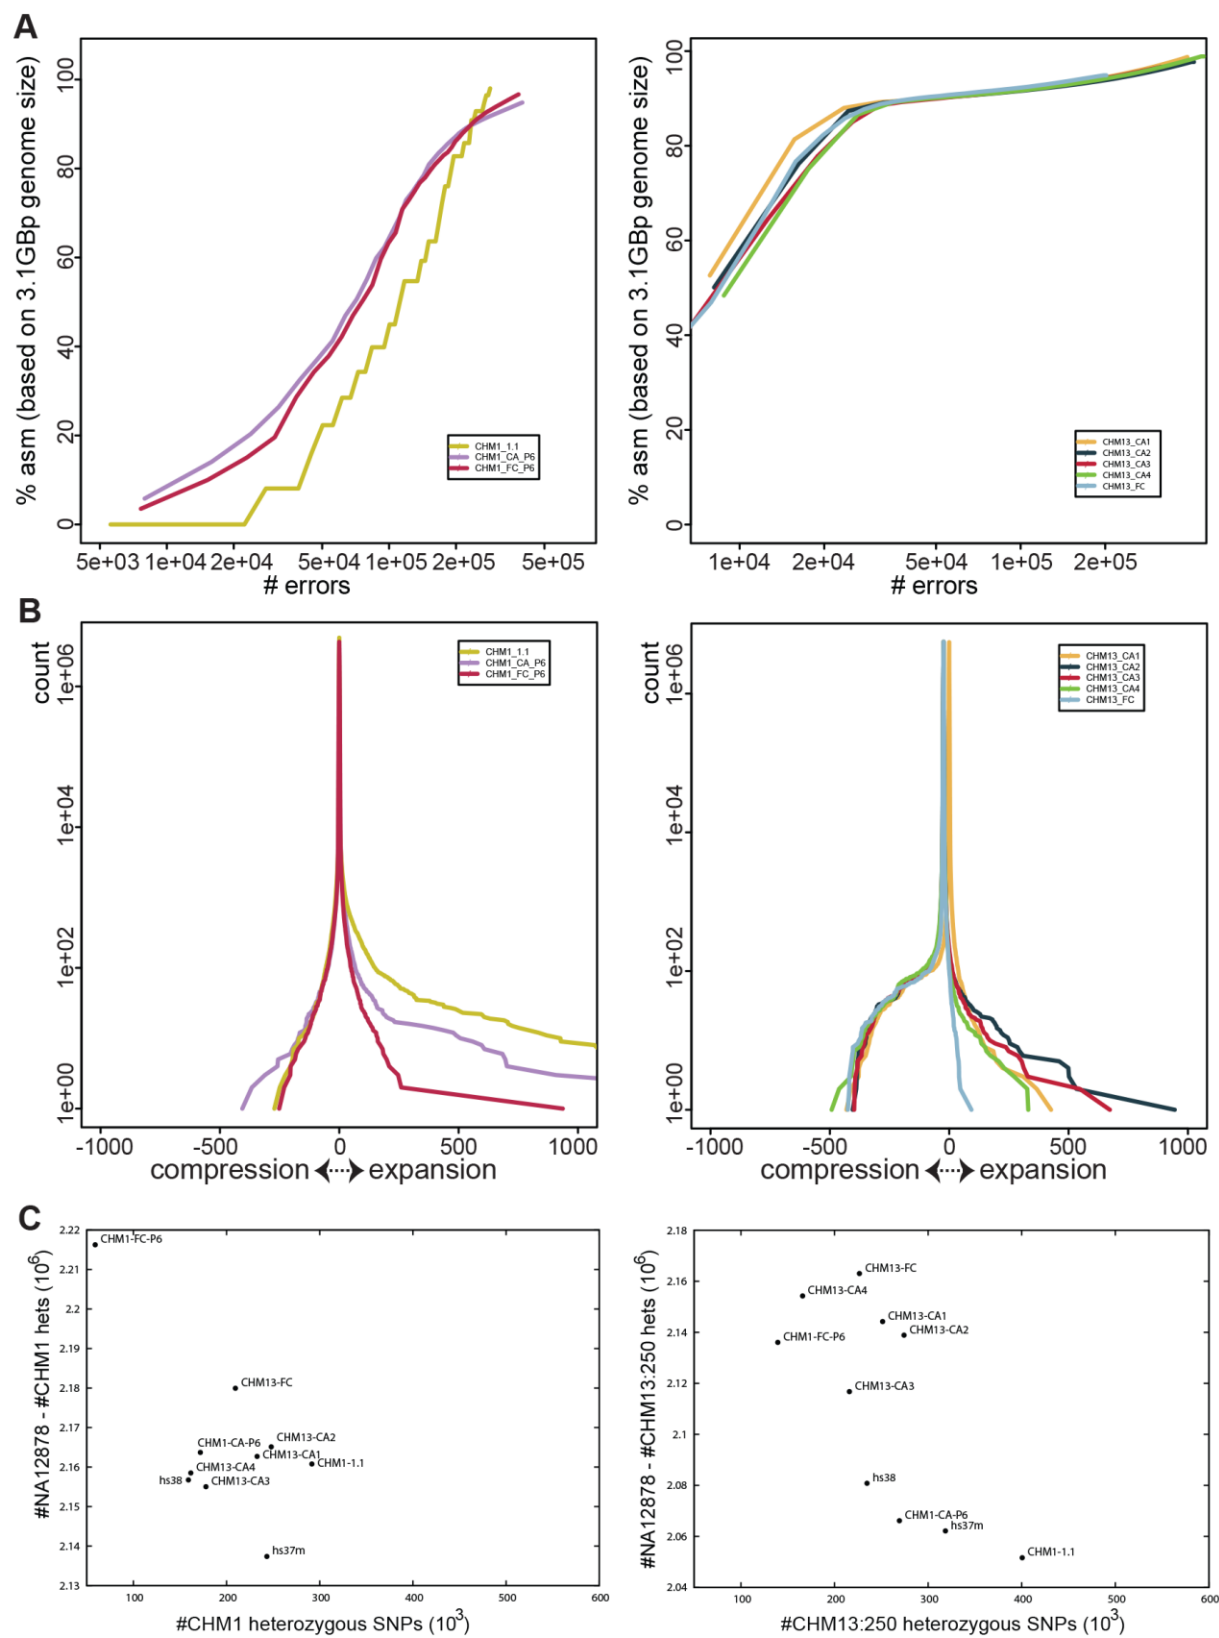 A
% asm (based on 3.1GBp genome size)
100
80
60
40
20
0
CHM1_1.1
CHM1_CA_P6
CHM1_FC_P6
5e+03 1e+04 2e+04 5e+04 1e+05 2e+05 5e+05
# errors
% asm (based on 3.1GBp genome size)
100
80
60
40
20
0
CHM13_CA1
CHM13_CA2
CHM13_CA3
CHM13_CA4
CHM13_FC
1e+04 2e+04 5e+04 1e+05 2e+05
# errors
B
count
1e+06
1e+04
1e+02
1e+00
CHM1_1.1
CHM1_CA_P6
CHM1_FC_P6
-1000 -500 0 500 1000
compression expansion
count
1e+06
1e+04
1e+02
1e+00
CHM13_CA1
CHM13_CA2
CHM13_CA3
CHM13_CA4
CHM13_FC
-1000 -500 0 500 1000
compression expansion
C
#NA12878 - #CHM1 hets (10^6)
2.22
2.21
2.2
2.19
2.18
2.17
2.16
2.15
2.14
2.13
CHM1-FC-P6
CHM13-FC
CHM13-CA2
CHM1-CA-P6
CHM13-CA1
CHM1-1.1
CHM13-CA4
hs38
CHM13-CA3
hs37m
100 200 300 400 500 600
#CHM1 heterozygous SNPs (10^3)
#NA12878 - #CHM13:250 hets (10^6)
2.18
2.16
2.14
2.12
2.1
2.08
2.06
2.04
CHM13-FC
CHM13-CA4
CHM13-CA1
CHM13-CA2
CHM1-FC-P6
CHM13-CA3
hs38
CHM1-CA-P6
hs37m
CHM1-1.1
100 200 300 400 500 600
#CHM13:250 heterozygous SNPs (10^3)